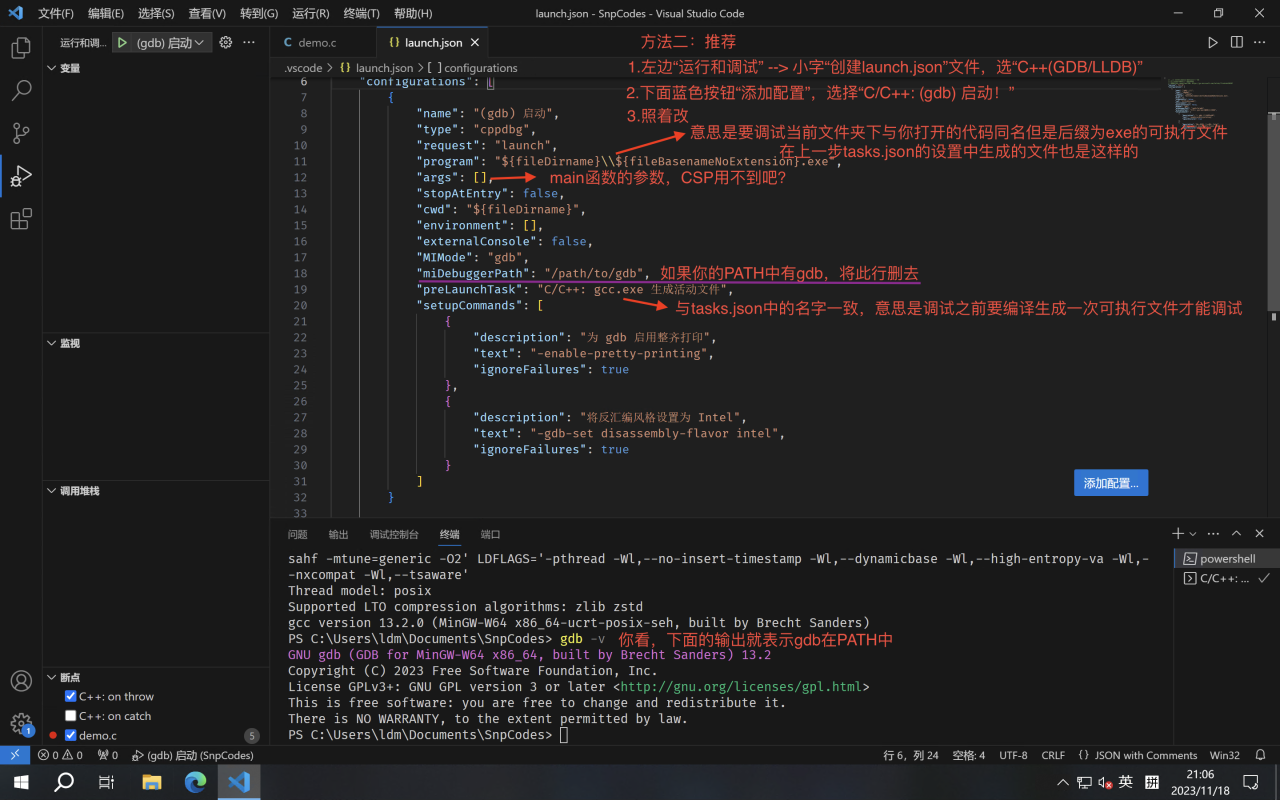 文件(F) 编辑(E) 选择(S) 查看(V) 转到(G) 运行(R) 终端(T) 帮助(H) launch.json - SnpCodes - Visual Studio Code
运行和调... (gdb) 启动 ···
demo.c launch.json
.vscode > launch.json > [ ] configurations
变量
监视
调用堆栈
断点
C++: on throw
C++: on catch
demo.c 5
方法二：推荐
1.左边“运行和调试” --> 小字“创建launch.json”文件，选“C++(GDB/LLDB)”
2.下面蓝色按钮“添加配置”，选择“C/C++: (gdb) 启动！”
3.照着改
意思是要调试当前文件夹下与你打开的代码同名但是后缀为exe的可执行文件
在上一步tasks.json的设置中生成的文件也是这样的
6 "configurations": [
7 {
8 "name": "(gdb) 启动",
9 "type": "cppdbg",
10 "request": "launch",
11 "program": "${fileDirname}\\${fileBasenameNoExtension}.exe",
12 "args": [], main函数的参数，CSP用不到吧？
13 "stopAtEntry": false,
14 "cwd": "${fileDirname}",
15 "environment": [],
16 "externalConsole": false,
17 "MIMode": "gdb",
18 "miDebuggerPath": "/path/to/gdb", 如果你的PATH中有gdb，将此行删去
19 "preLaunchTask": "C/C++: gcc.exe 生成活动文件",
20 "setupCommands": [ 与tasks.json中的名字一致，意思是调试之前要编译生成一次可执行文件才能调试
21 {
22 "description": "为 gdb 启用整齐打印",
23 "text": "-enable-pretty-printing",
24 "ignoreFailures": true
25 },
26 {
27 "description": "将反汇编风格设置为 Intel",
28 "text": "-gdb-set disassembly-flavor intel",
29 "ignoreFailures": true
30 }
31 ]
32 }
33
添加配置...
问题 输出 调试控制台 终端 端口
powershell
C/C++: ...
sahf -mtune=generic -O2' LDFLAGS='-pthread -Wl,--no-insert-timestamp -Wl,--dynamicbase -Wl,--high-entropy-va -Wl,-
-nxcompat -Wl,--tsaware'
Thread model: posix
Supported LTO compression algorithms: zlib zstd
gcc version 13.2.0 (MinGW-W64 x86_64-ucrt-posix-seh, built by Brecht Sanders)
PS C:\Users\ldm\Documents\SnpCodes> gdb -v 你看，下面的输出就表示gdb在PATH中
GNU gdb (GDB for MinGW-W64 x86_64, built by Brecht Sanders) 13.2
Copyright (C) 2023 Free Software Foundation, Inc.
License GPLv3+: GNU GPL version 3 or later <http://gnu.org/licenses/gpl.html>
This is free software: you are free to change and redistribute it.
There is NO WARRANTY, to the extent permitted by law.
PS C:\Users\ldm\Documents\SnpCodes>
1
0 0 0 (gdb) 启动 (SnpCodes) 行 6，列 24 空格: 4 UTF-8 CRLF {} JSON with Comments Win32
英 拼 21:06
2023/11/18